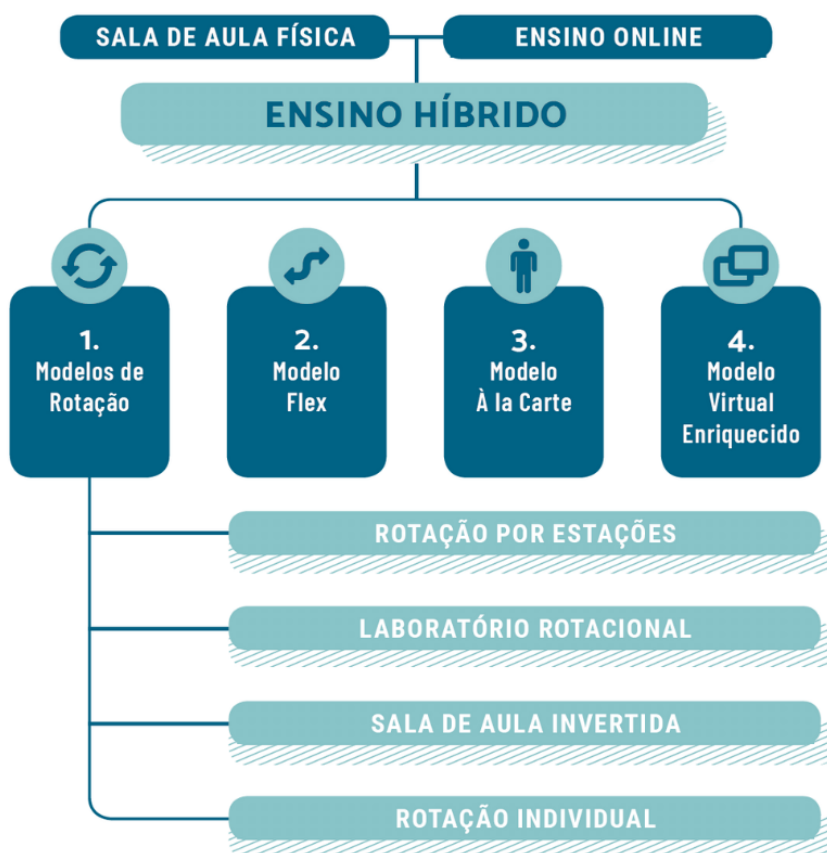 SALA DE AULA FÍSICA
ENSINO ONLINE
ENSINO HÍBRIDO
1.
Modelos de
Rotação
2.
Modelo
Flex
3.
Modelo
À la Carte
4.
Modelo
Virtual
Enriquecido
ROTAÇÃO POR ESTAÇÕES
LABORATÓRIO ROTACIONAL
SALA DE AULA INVERTIDA
ROTAÇÃO INDIVIDUAL